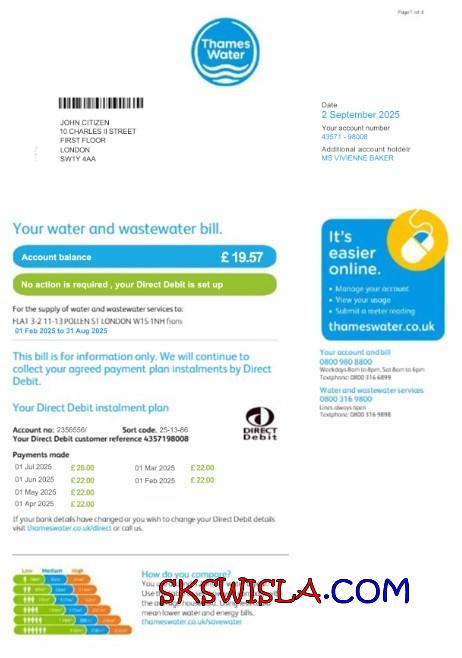 Page 1 of 4
Thames
Water
Date
2 September 2025
Your account number
43571 - 98008
Additional account holdelr
MS VIVIENNE BAKER
JOHN CITIZEN
10 CHARLES II STREET
FIRST FLOOR
LONDON
SW1Y 4AA
Your water and wastewater bill.
Account balance £ 19.57
No action is required , your Direct Debit is set up
For the supply of water and wastewater services to:
FLAT 3-2 11-13 POLLEN ST LONDON W1S 1NH from
01 Feb 2025 to 31 Aug 2025
This bill is for information only. We will continue to
collect your agreed payment plan instalments by Direct
Debit.
Your Direct Debit instalment plan
Account no: 2356556/ Sort code. 25-13-86
Your Direct Debit customer reference 4357198008
DIRECT
Debit
Payments made
01 Jul 2025 £ 26.00 01 Mar 2025 £ 22.00
01 Jun 2025 £ 22.00 01 Feb 2025 £ 22.00
01 May 2025 £ 22.00
01 Apr 2025 £ 22.00
If your bank details have changed or you wish to change your Direct Debit details
visit thameswater.co.uk/direct or call us.
It's
easier
online.
• Manage your account
• View your usage
• Submit a meter reading
thameswater.co.uk
Your account and bill
0800 980 8800
Weekdays 8am to 8pm, Sat 8am to 6pm
Textphone: 0800 316 6899
Water and wastewater services
0800 316 9800
Lines always open
Textphone: 0800 316 9898
Low Medium High
How do you compare?
mean lower water and energy bills.
thameswater.co.uk/savewater
SKSWISLA.COM